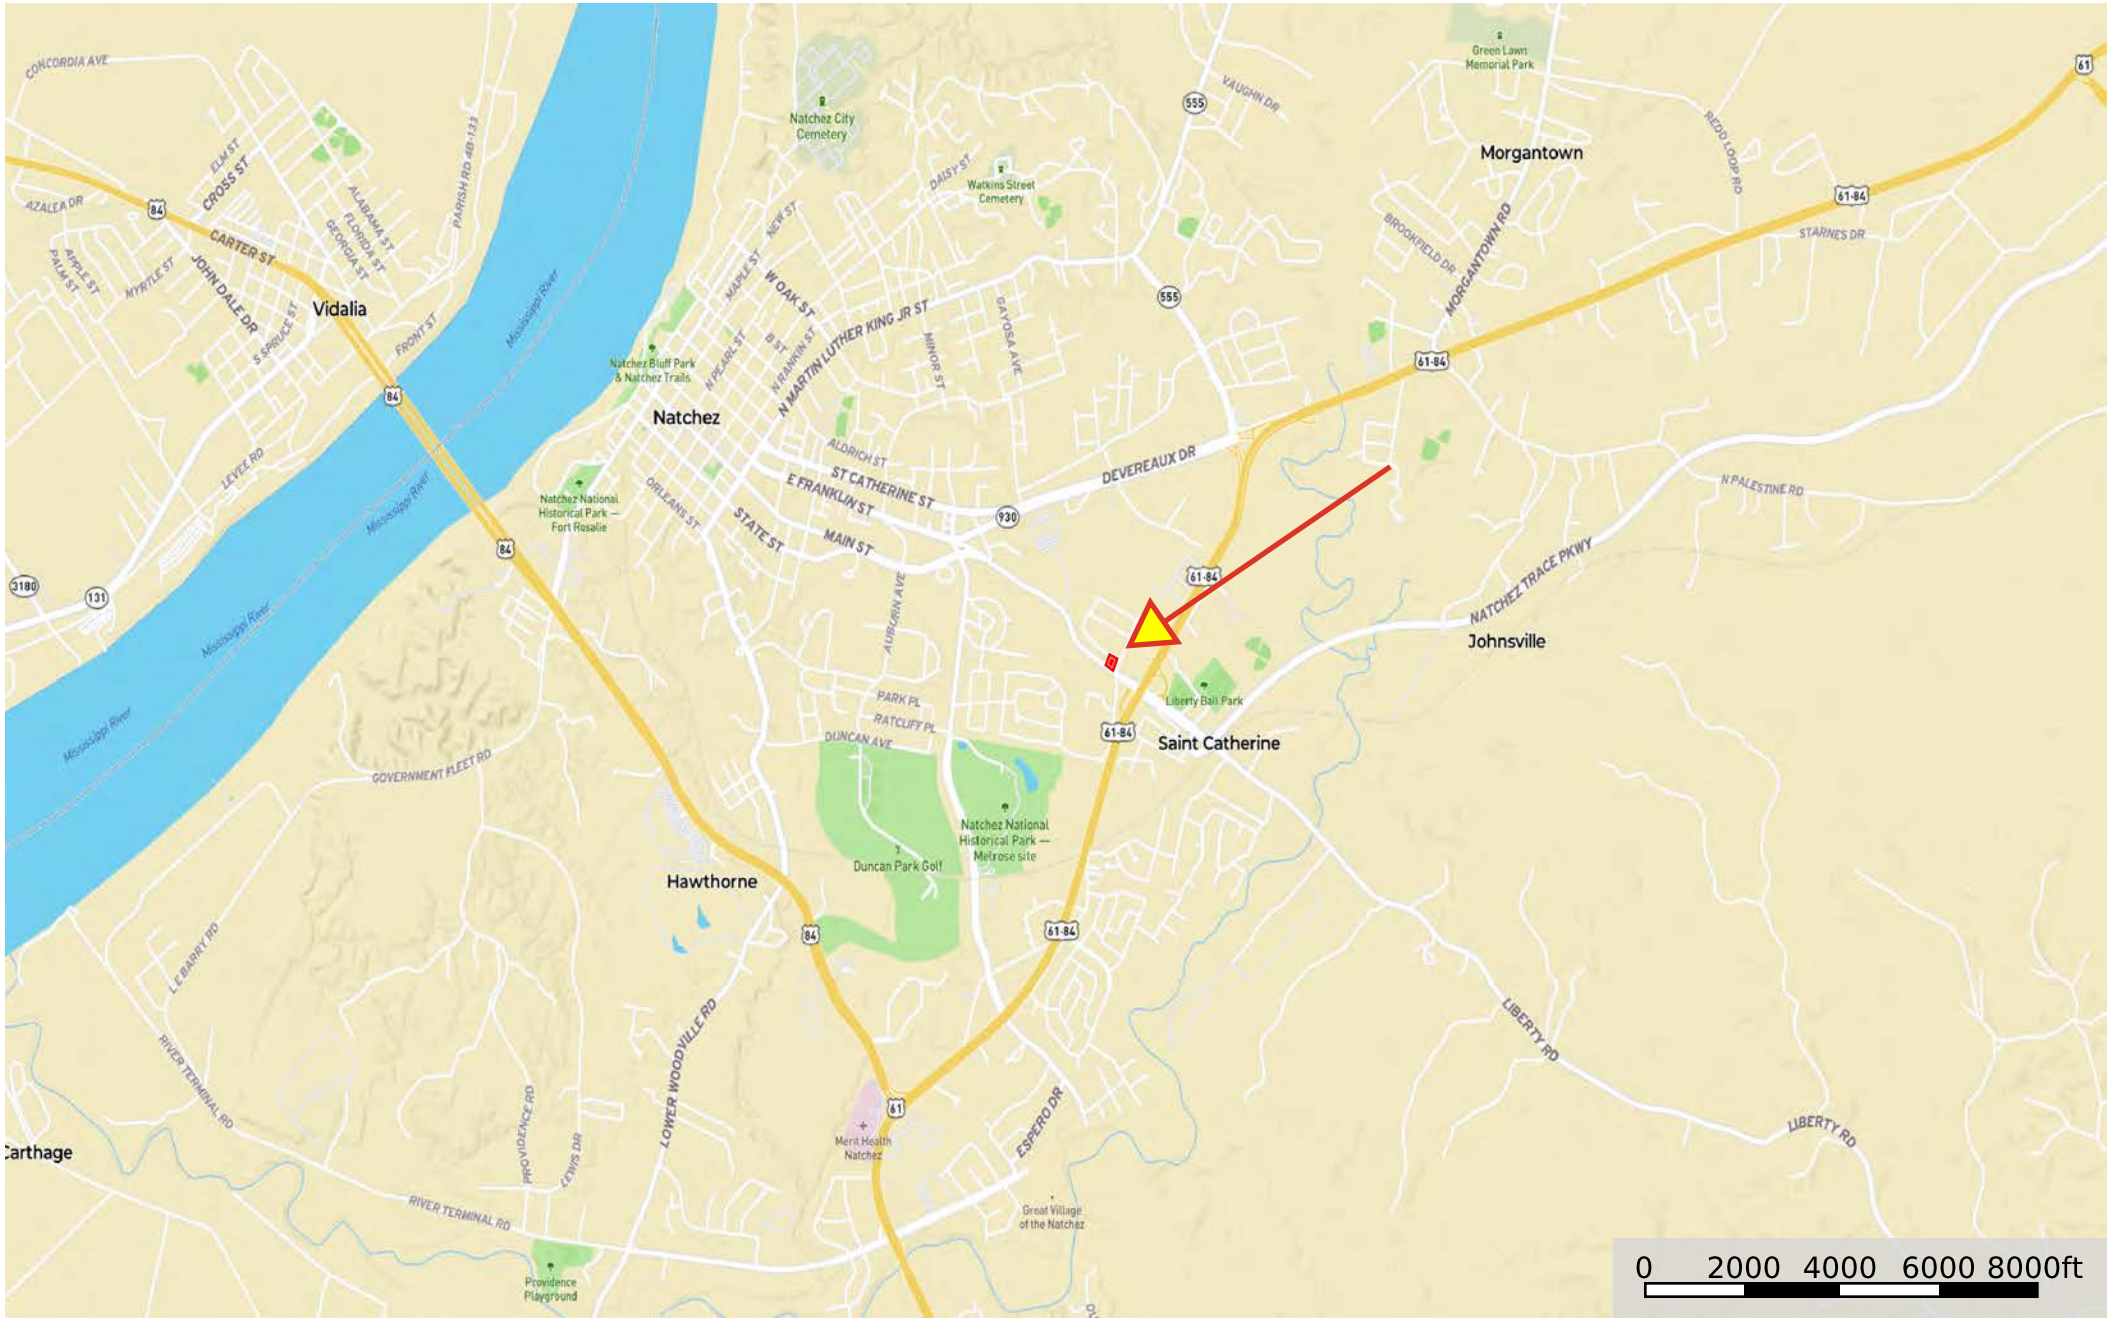 CONCORDIA AVE
ELM ST
CROSS ST
PARISH RD 4B-133
AZALEA DR
84
CARTER ST
ALABAMA ST
FLORIDA ST
GEORGIA ST
APPLE ST
PALM ST
MYRTLE ST
JOHN DALE DR
S SPRUCE ST
Vidalia
FRONT ST
Mississippi River
84
LEVEE RD
Mississippi River
84
3180
131
Mississippi River
Mississippi River
Natchez City
Cemetery
DAISY ST
Watkins Street
Cemetery
NEW ST
MAPLE ST
W OAK ST
B ST
N RANKIN ST
N PEARL ST
N MARTIN LUTHER KING JR ST
MINOR ST
GAYOSA AVE
Natchez Bluff Park
& Natchez Trails
Natchez
ALDRICH ST
ST CATHERINE ST
E FRANKLIN ST
MAIN ST
STATE ST
ORLEANS ST
Natchez National
Historical Park —
Fort Rosalie
930
DEVEREAUX DR
555
VAUGHN DR
555
Green Lawn
Memorial Park
Morgantown
REDD LOOP RD
61
61-84
STARNES DR
BROOKFIELD DR
MORGANTOWN RD
61-84
N PALESTINE RD
NATCHEZ TRACE PKWY
Johnsville
61-84
AUBURN AVE
PARK PL
RATCLIFF PL
DUNCAN AVE
Liberty Ball Park
61-84
Saint Catherine
GOVERNMENT FLEET RD
Natchez National
Historical Park —
Melrose site
Duncan Park Golf
Hawthorne
84
61-84
L E BARRY RD
LOWER WOODVILLE RD
LIBERTY RD
RIVER TERMINAL RD
PROVIDENCE RD
LEWIS DR
61
Merit Health
Natchez
ESPERO DR
LIBERTY RD
Carthage
RIVER TERMINAL RD
Great Village
of the Natchez
Providence
Playground
0 2000 4000 6000 8000ft